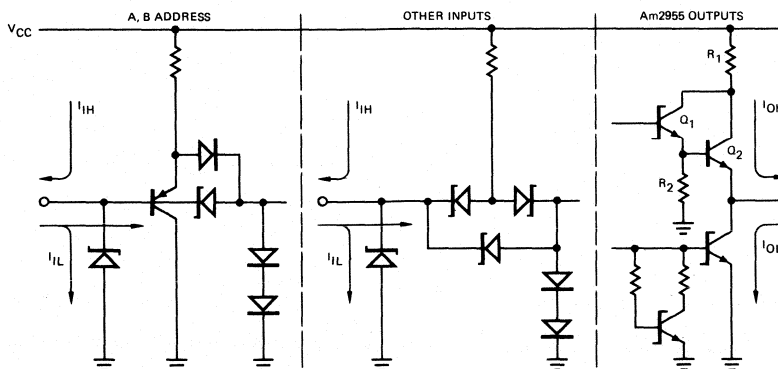 A, B ADDRESS
OTHER INPUTS
Am2955 OUTPUTS
VCC
R1
IIH
IIH
Q1
Q2
R2
IIL
IIL